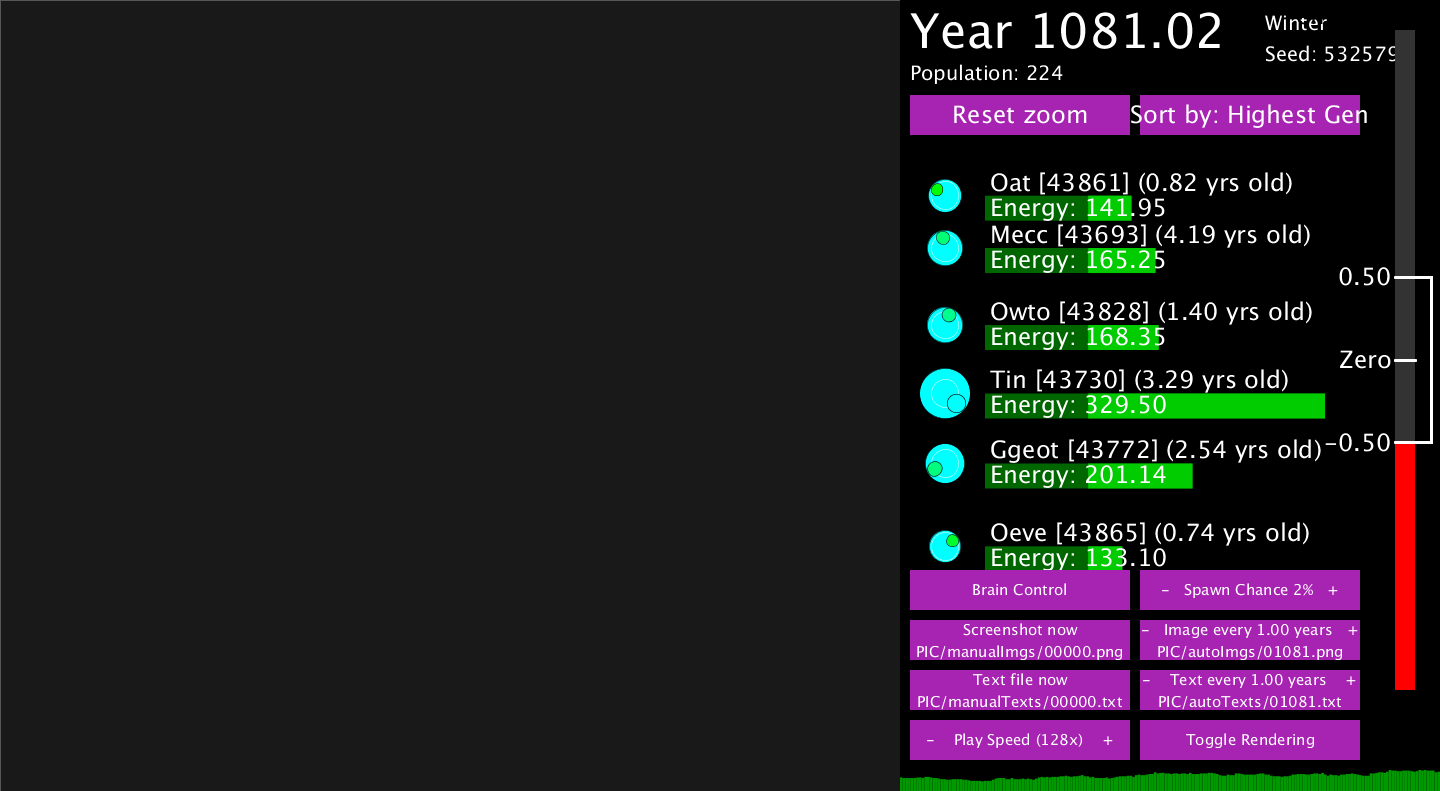 Year 1081.02
Winter
Seed: 532579
Population: 224
Reset zoom
Sort by: Highest Gen
Oat [43861] (0.82 yrs old)
Energy: 141.95
Mecc [43693] (4.19 yrs old)
Energy: 165.25
0.50
Owto [43828] (1.40 yrs old)
Energy: 168.35
Zero
Tin [43730] (3.29 yrs old)
Energy: 329.50
Ggeot [43772] (2.54 yrs old)
-0.50
Energy: 201.14
Oeve [43865] (0.74 yrs old)
Energy: 133.10
Brain Control
- Spawn Chance 2% +
Screenshot now
PIC/manualImgs/00000.png
- Image every 1.00 years +
PIC/autoImgs/01081.png
Text file now
PIC/manualTexts/00000.txt
- Text every 1.00 years +
PIC/autoTexts/01081.txt
- Play Speed (128x) +
Toggle Rendering